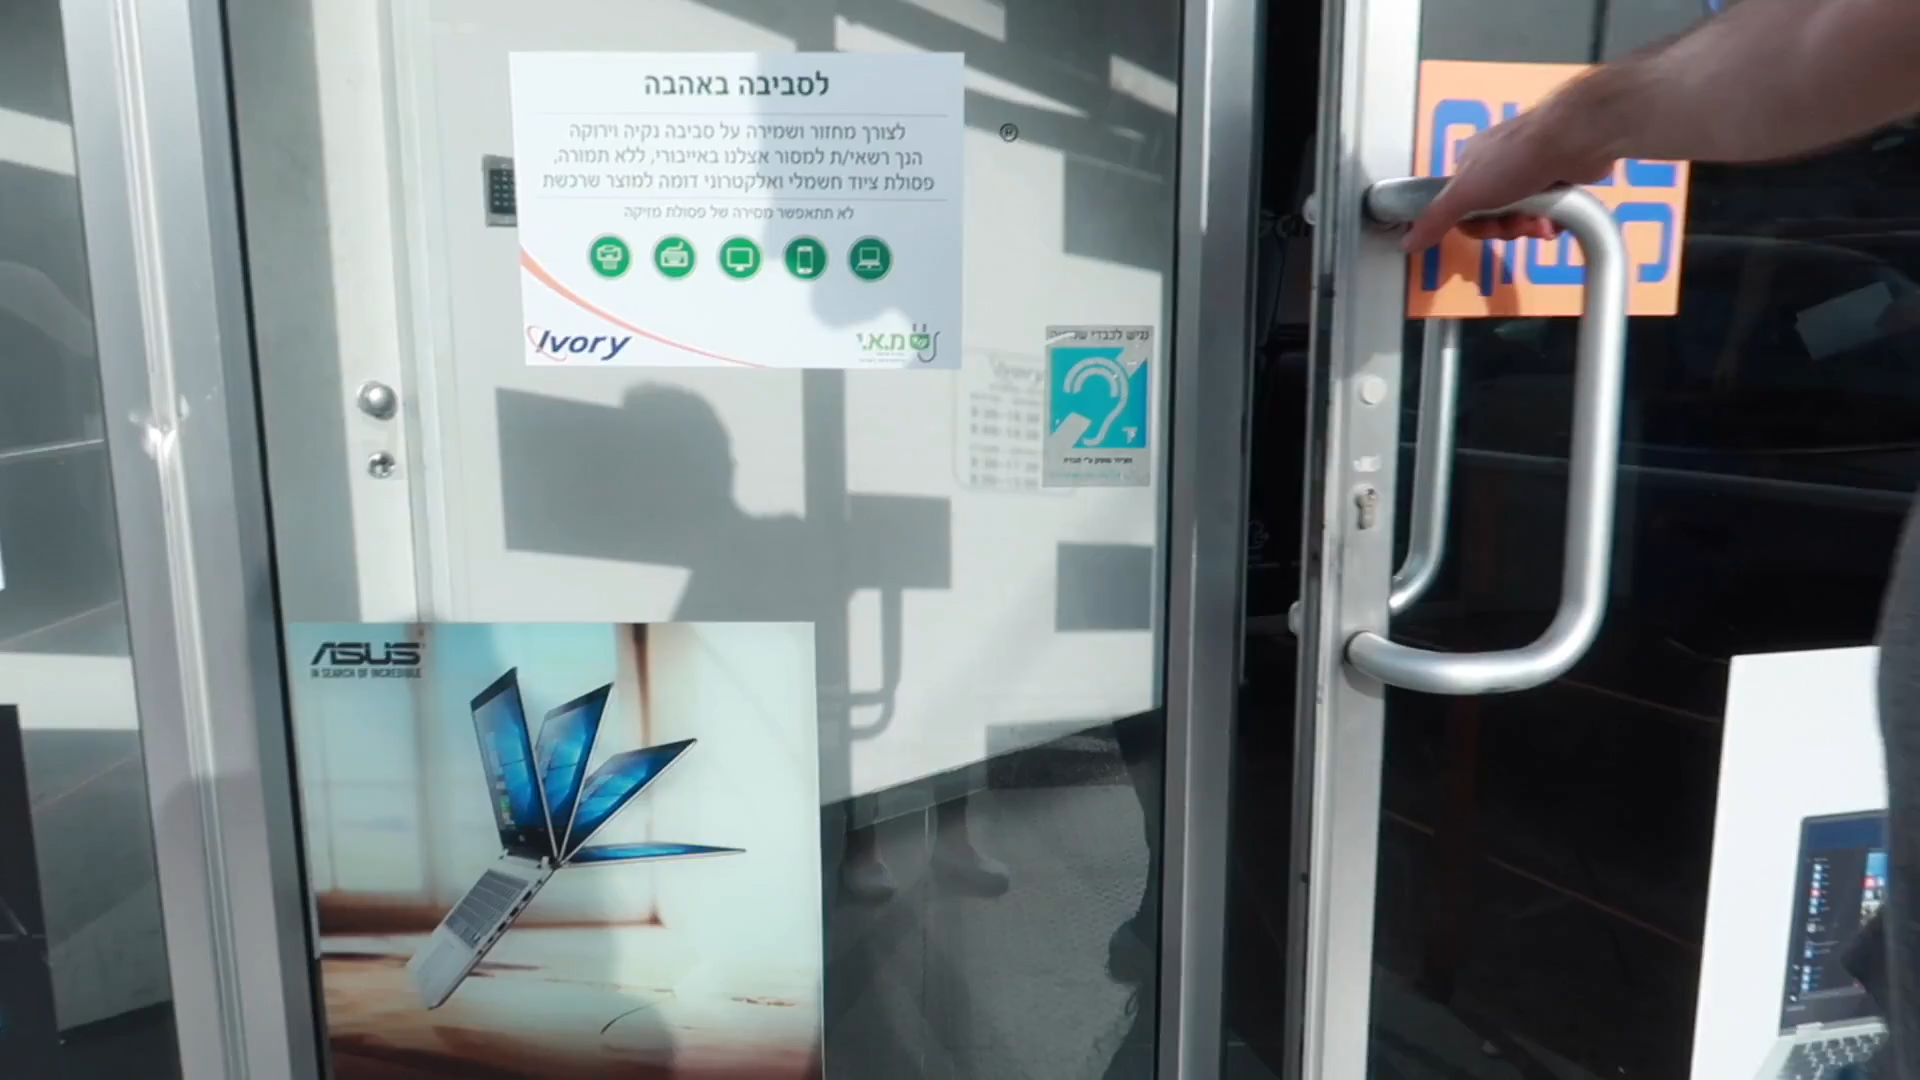 לסביבה באהבה
לצורך מחזור ושמירה על סביבה נקיה וירוקה
הנך רשאי/ת למסור אצלנו באייבורי, ללא תמורה,
פסולת ציוד חשמלי ואלקטרוני דומה למוצר שרכשת
לא תתאפשר מסירה של פסולת מזיקה
Ivory
מ.א.י
®
נגיש לכבדי
Ivory
ASUS
IN SEARCH OF INCREDIBLE